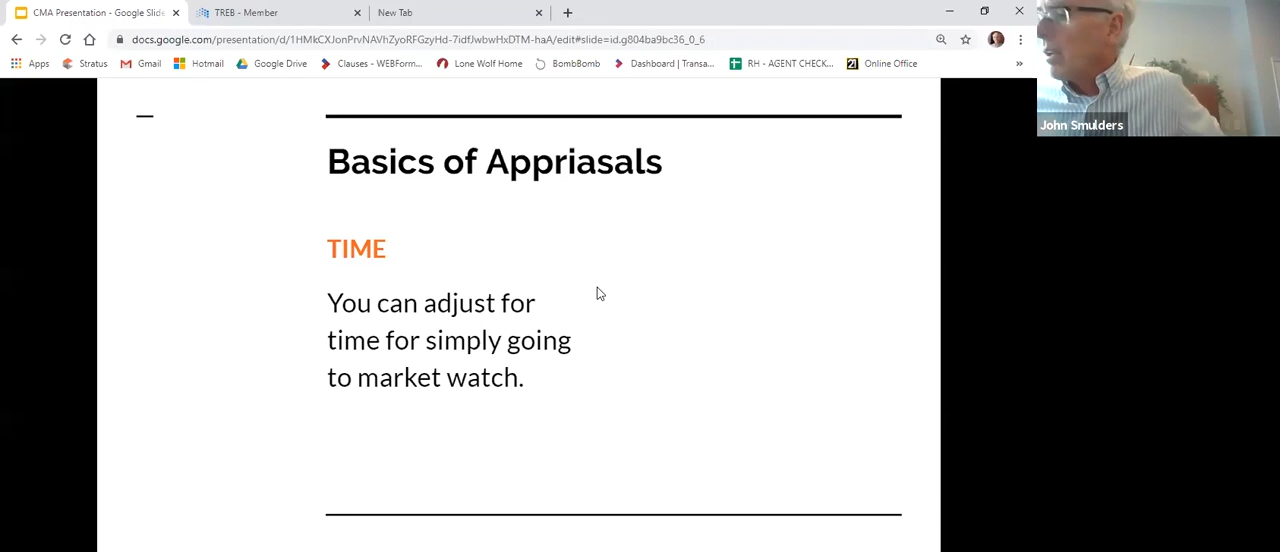 CMA Presentation - Google Slide
TREB - Member
New Tab
docs.google.com/presentation/d/1HMkCXJonPrvNAVhZyoRFGzyHd-7idfJwbwHxDTM-haA/edit#slide=id.g804ba9bc36_0_6
Apps Stratus Gmail Hotmail Google Drive Clauses - WEBForm... Lone Wolf Home BombBomb Dashboard | Transa... RH - AGENT CHECK... 21 Online Office »
John Smulders
Basics of Appriasals
TIME
You can adjust for
time for simply going
to market watch.